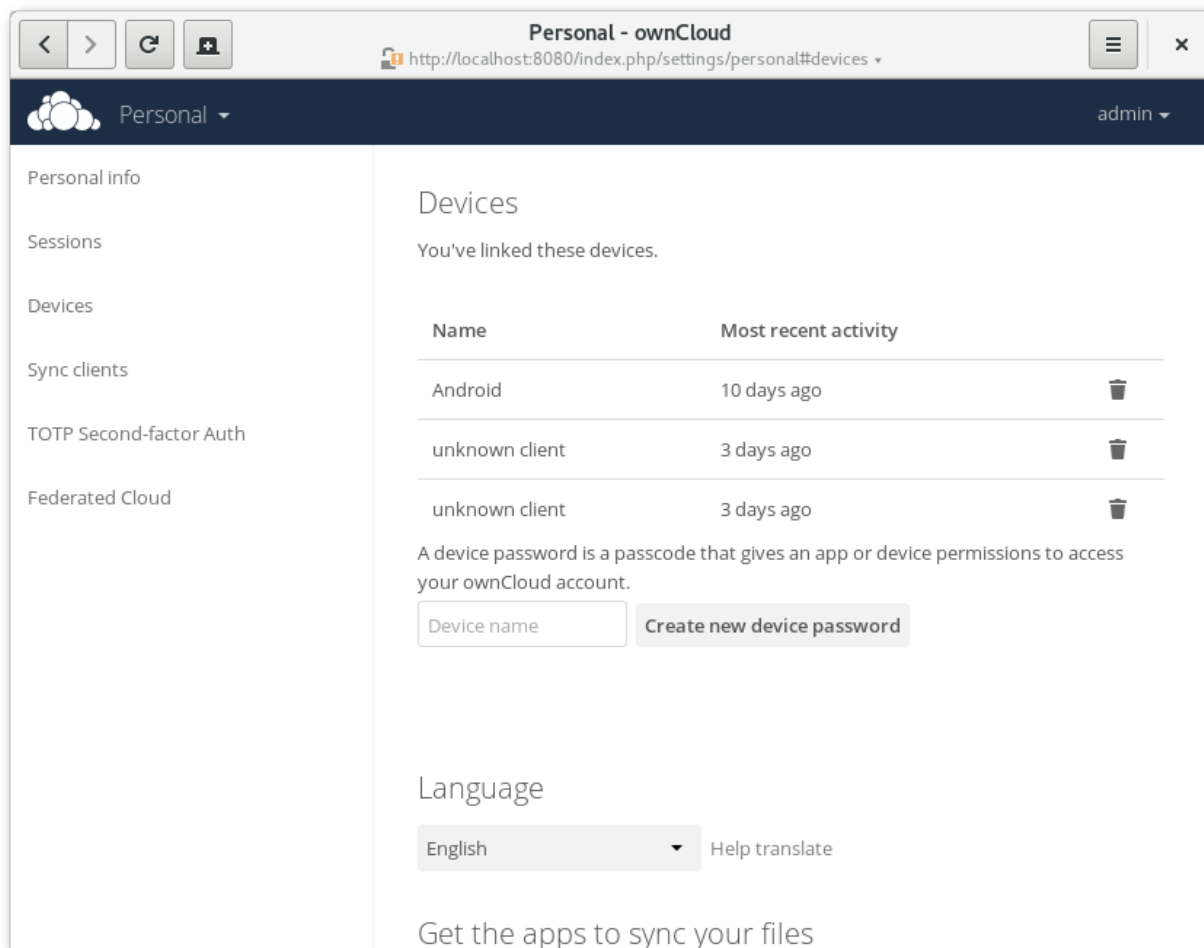 Personal - ownCloud
http://localhost:8080/index.php/settings/personal#devices
Personal
admin
Personal info
Sessions
Devices
Sync clients
TOTP Second-factor Auth
Federated Cloud
Devices
You've linked these devices.
Name Most recent activity
Android 10 days ago
unknown client 3 days ago
unknown client 3 days ago
A device password is a passcode that gives an app or device permissions to access
your ownCloud account.
Device name Create new device password
Language
English Help translate
Get the apps to sync your files